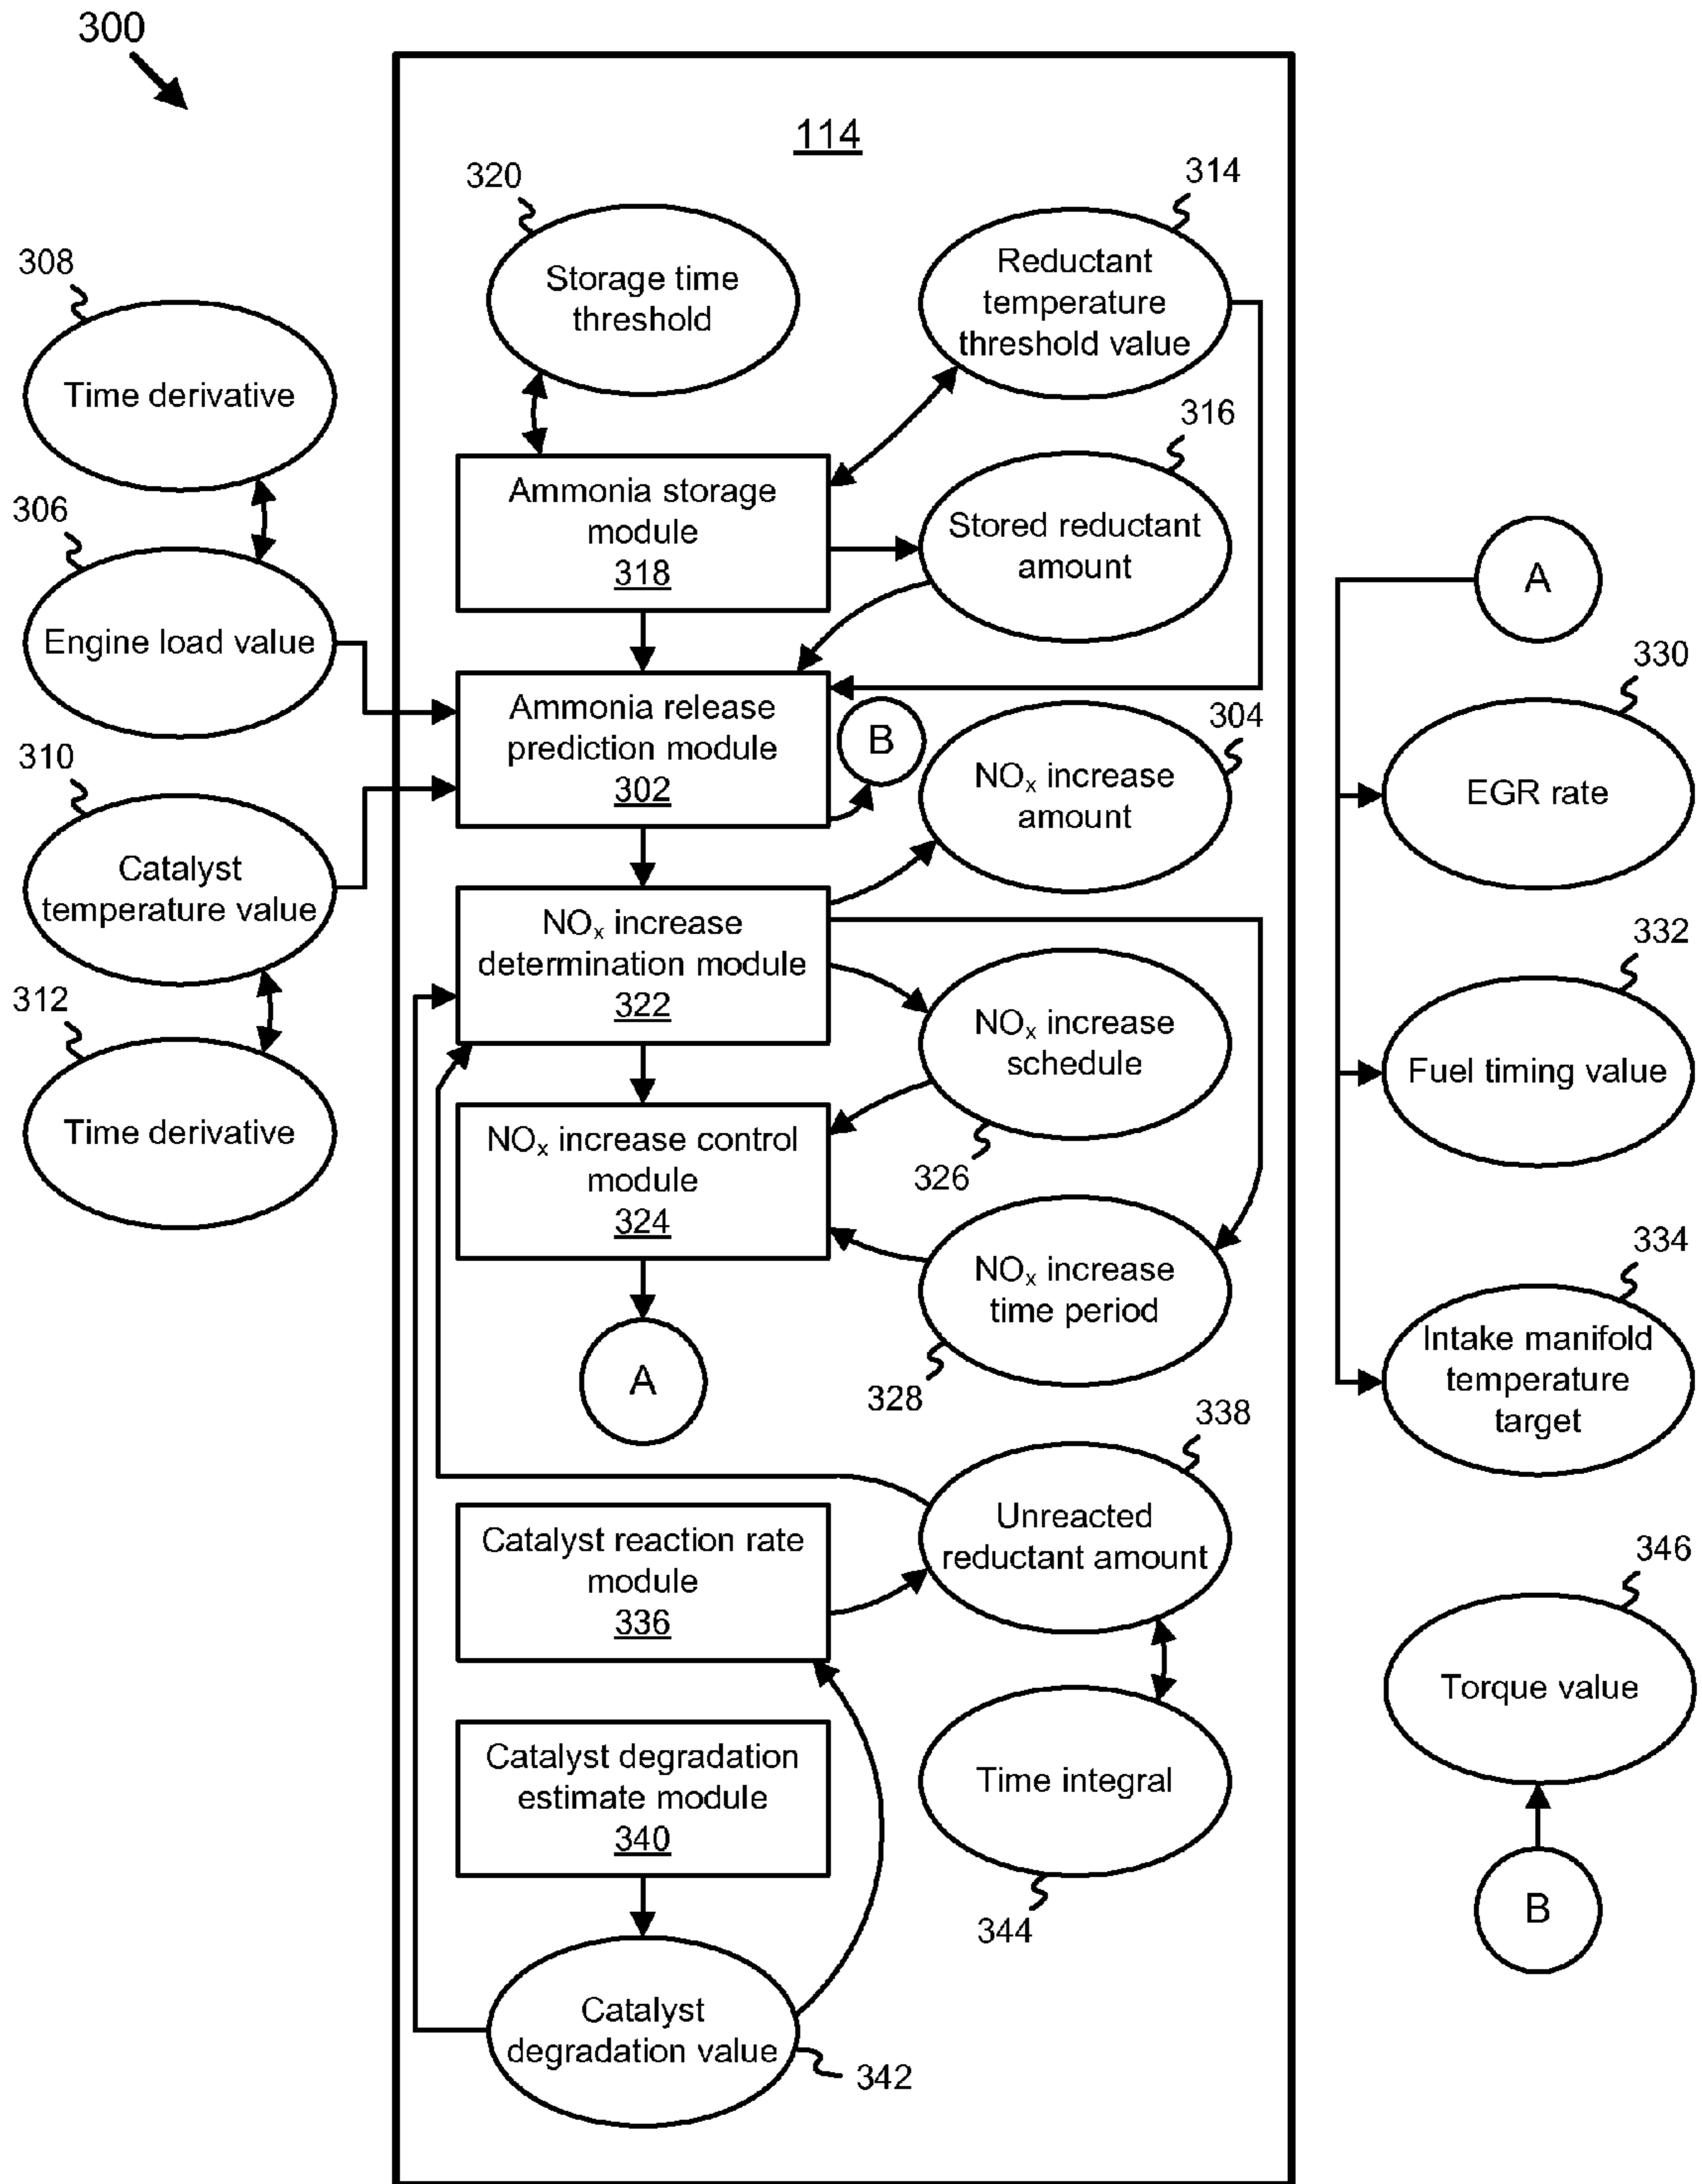 300
114
320
314
Storage time
threshold
Reductant
temperature
threshold value
308
Time derivative
316
Ammonia storage
module
318
Stored reductant
amount
306
Engine load value
A
330
EGR rate
Ammonia release
prediction module
302
B
304
NOx increase
amount
310
Catalyst
temperature value
NOx increase
determination module
322
332
Fuel timing value
NOx increase
schedule
326
312
Time derivative
NOx increase control
module
324
NOx increase
time period
328
334
Intake manifold
temperature
target
A
338
Unreacted
reductant amount
Catalyst reaction rate
module
336
346
Torque value
Catalyst degradation
estimate module
340
Time integral
344
B
Catalyst
degradation value
342